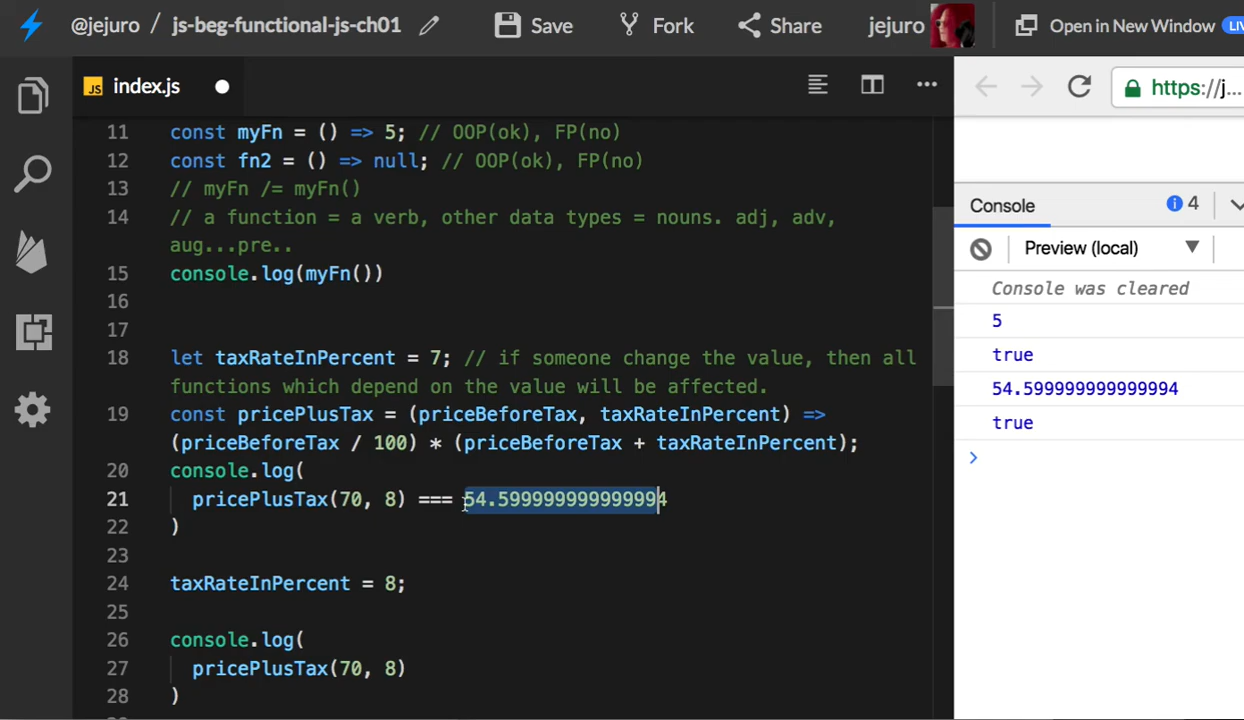 @jejuro / js-beg-functional-js-ch01 Save Fork Share jejuro Open in New Window LIV
JS index.js
https://j...
11 const myFn = () => 5; // OOP(ok), FP(no)
12 const fn2 = () => null; // OOP(ok), FP(no)
13 // myFn /= myFn()
14 // a function = a verb, other data types = nouns. adj, adv,
aug...pre..
15 console.log(myFn())
16
17
18 let taxRateInPercent = 7; // if someone change the value, then all
functions which depend on the value will be affected.
19 const pricePlusTax = (priceBeforeTax, taxRateInPercent) =>
(priceBeforeTax / 100) * (priceBeforeTax + taxRateInPercent);
20 console.log(
21 pricePlusTax(70, 8) === 54.599999999999994
22 )
23
24 taxRateInPercent = 8;
25
26 console.log(
27 pricePlusTax(70, 8)
28 )
Console 4
Preview (local)
Console was cleared
5
true
54.599999999999994
true